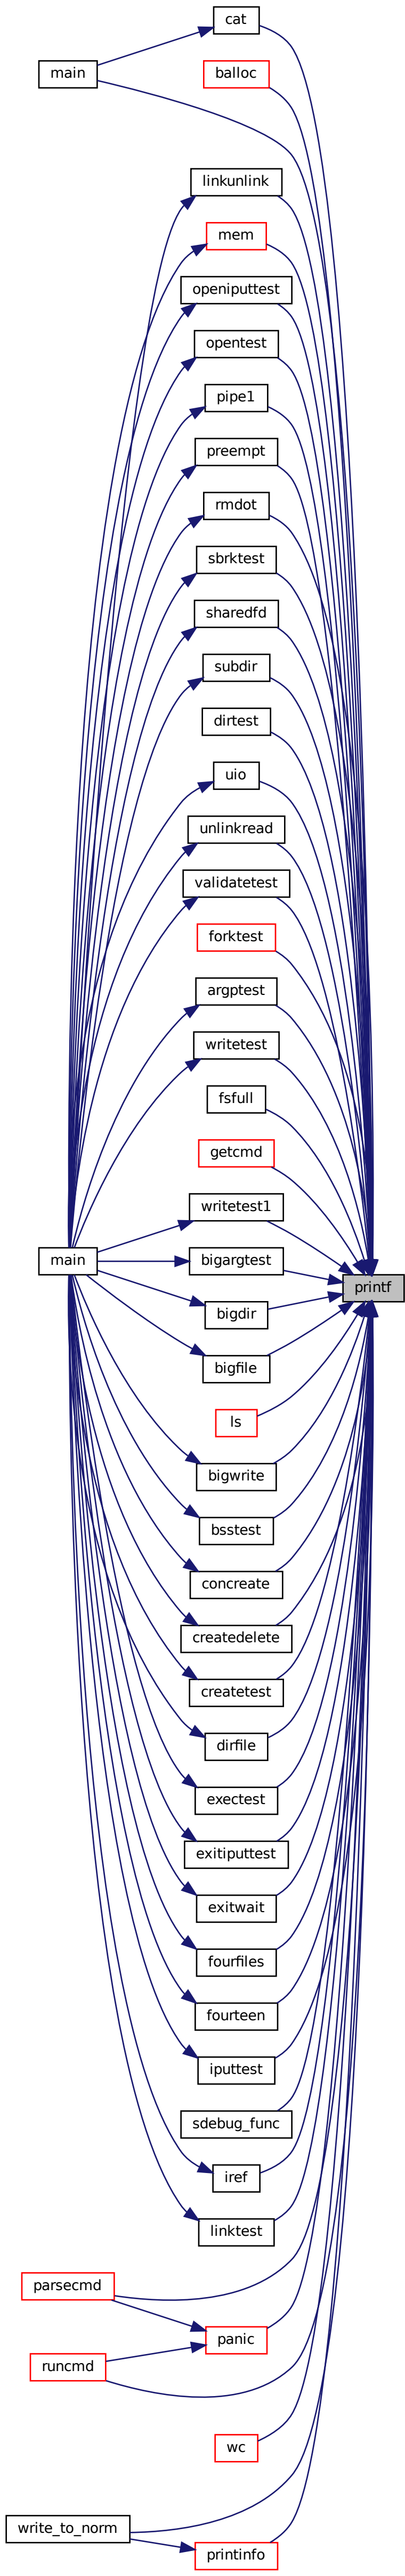 cat
main
balloc
linkunlink
mem
openiputtest
opentest
pipe1
preempt
rmdot
sbrktest
sharedfd
subdir
dirtest
uio
unlinkread
validatetest
forktest
argptest
writetest
fsfull
getcmd
writetest1
main
bigargtest
printf
bigdir
bigfile
ls
bigwrite
bsstest
concreate
createdelete
createtest
dirfile
exectest
exitiputtest
exitwait
fourfiles
fourteen
iputtest
sdebug_func
iref
linktest
parsecmd
panic
runcmd
wc
write_to_norm
printinfo